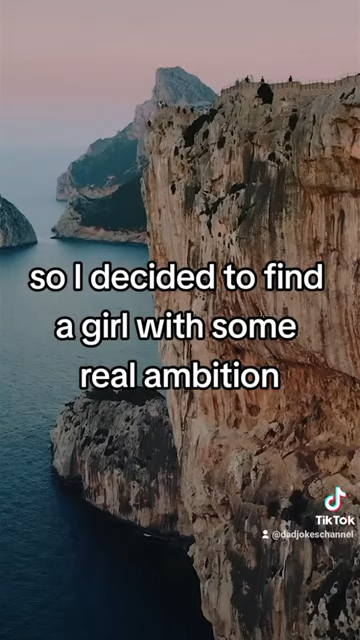 so I decided to find
a girl with some
real ambition
TikTok
@dadjokeschannel